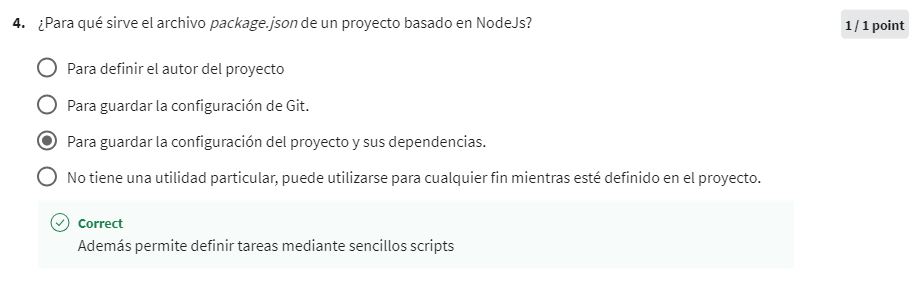 4. ¿Para qué sirve el archivo package.json de un proyecto basado en NodeJs?
1 / 1 point
Para definir el autor del proyecto
Para guardar la configuración de Git.
Para guardar la configuración del proyecto y sus dependencias.
No tiene una utilidad particular, puede utilizarse para cualquier fin mientras esté definido en el proyecto.
Correct
Además permite definir tareas mediante sencillos scripts